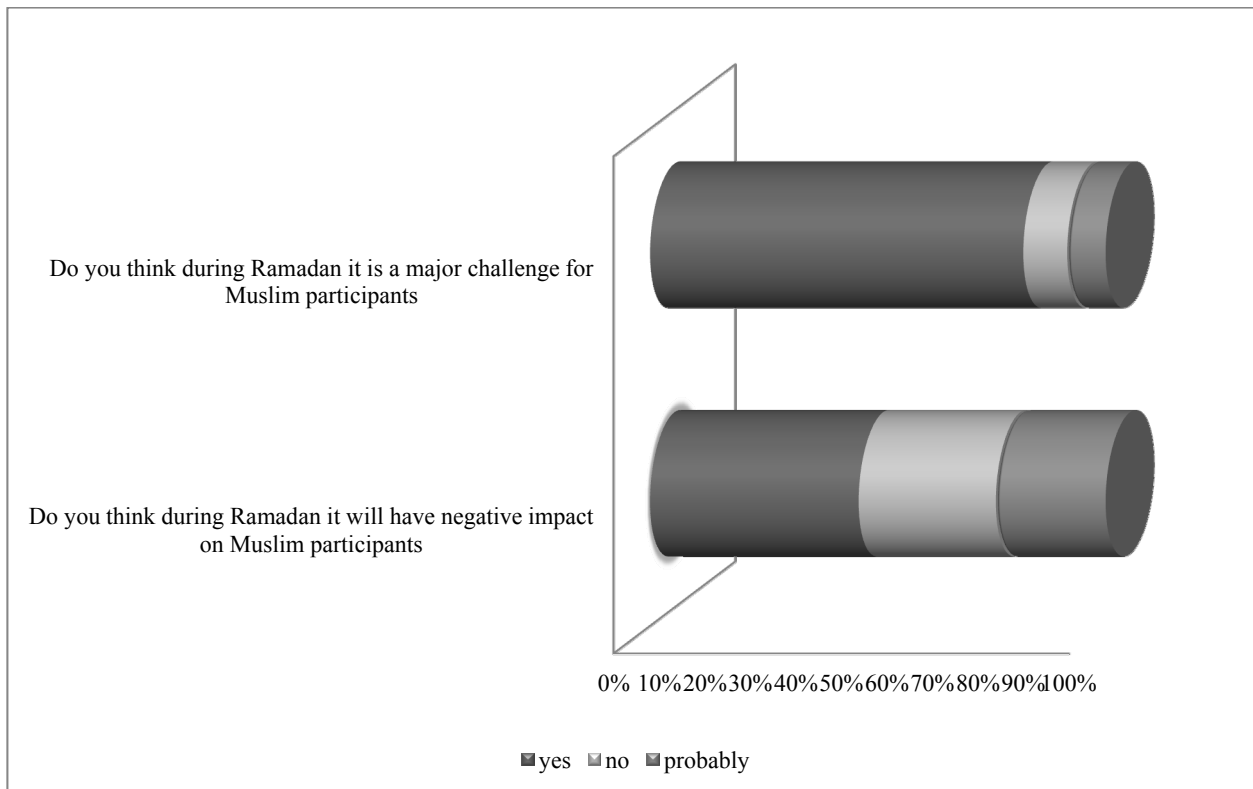 Do you think during Ramadan it is a major challenge for
Muslim participants
Do you think during Ramadan it will have negative impact
on Muslim participants
0% 10% 20% 30% 40% 50% 60% 70% 80% 90% 100%
yes no probably